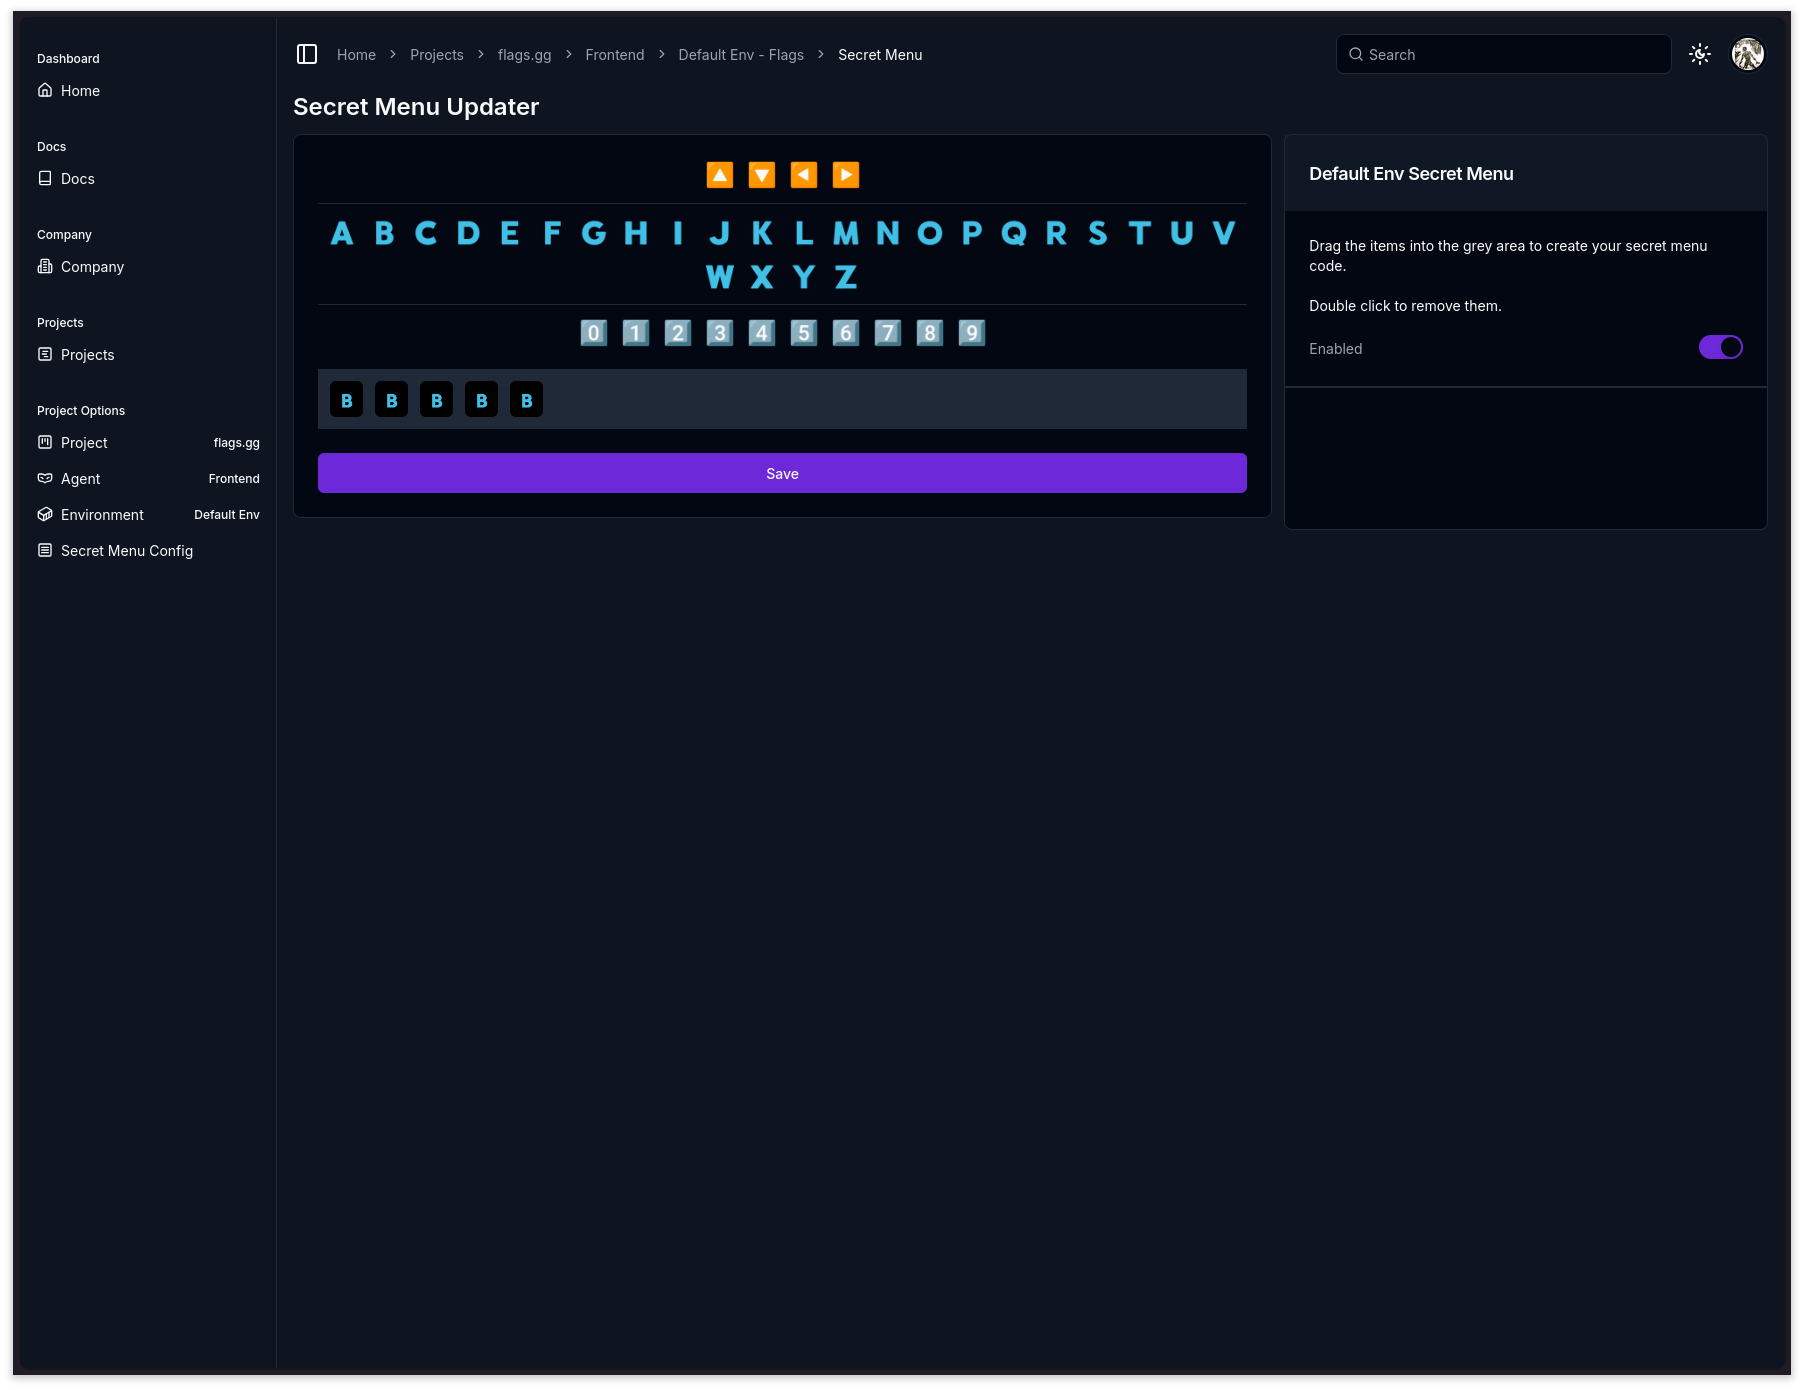 Dashboard
Home
Docs
Docs
Company
Company
Projects
Projects
Project Options
Project flags.gg
Agent Frontend
Environment Default Env
Secret Menu Config
Home > Projects > flags.gg > Frontend > Default Env - Flags > Secret Menu
Search
Secret Menu Updater
🔼 🔽 ◀️ ▶️
A B C D E F G H I J K L M N O P Q R S T U V
W X Y Z
0 1 2 3 4 5 6 7 8 9
B B B B B
Save
Default Env Secret Menu
Drag the items into the grey area to create your secret menu
code.
Double click to remove them.
Enabled